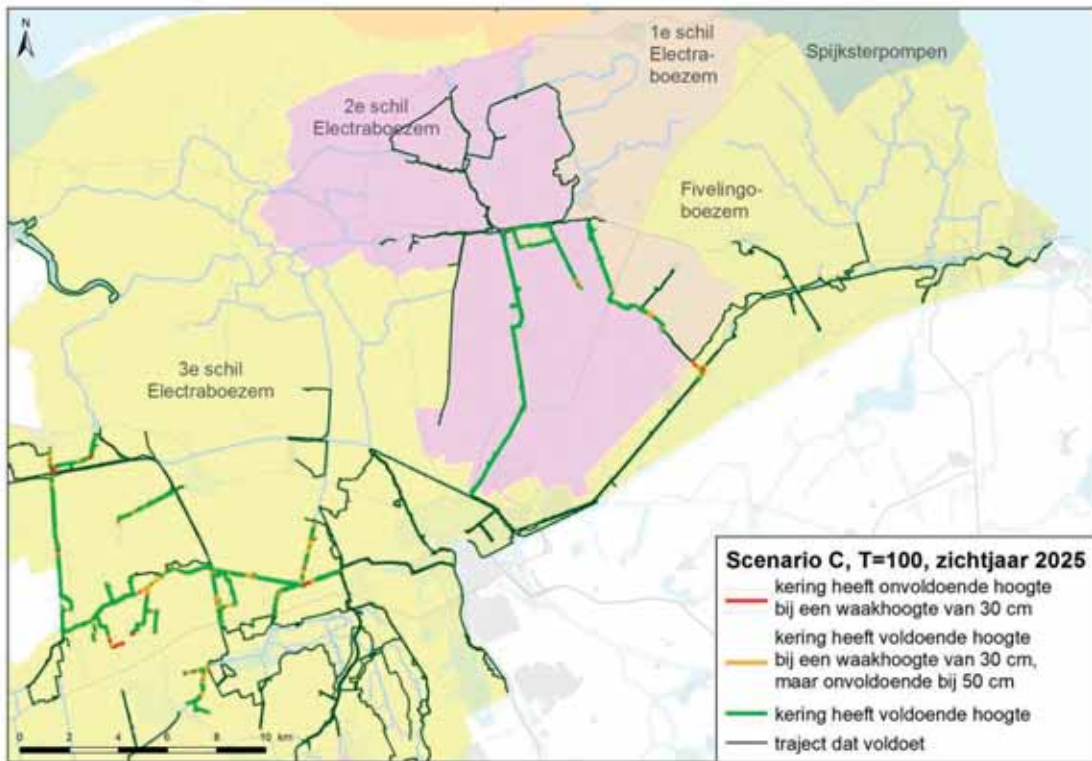 N
1e schil
Electra-
boezem
Spijksterpompen
2e schil
Electraboezem
Fivelingo-
boezem
3e schil
Electraboezem
Scenario C, T=100, zichtjaar 2025
kering heeft onvoldoende hoogte
bij een waakhoogte van 30 cm
kering heeft voldoende hoogte
bij een waakhoogte van 30 cm,
maar onvoldoende bij 50 cm
kering heeft voldoende hoogte
traject dat voldoet
0 2 4 6 8 10 km